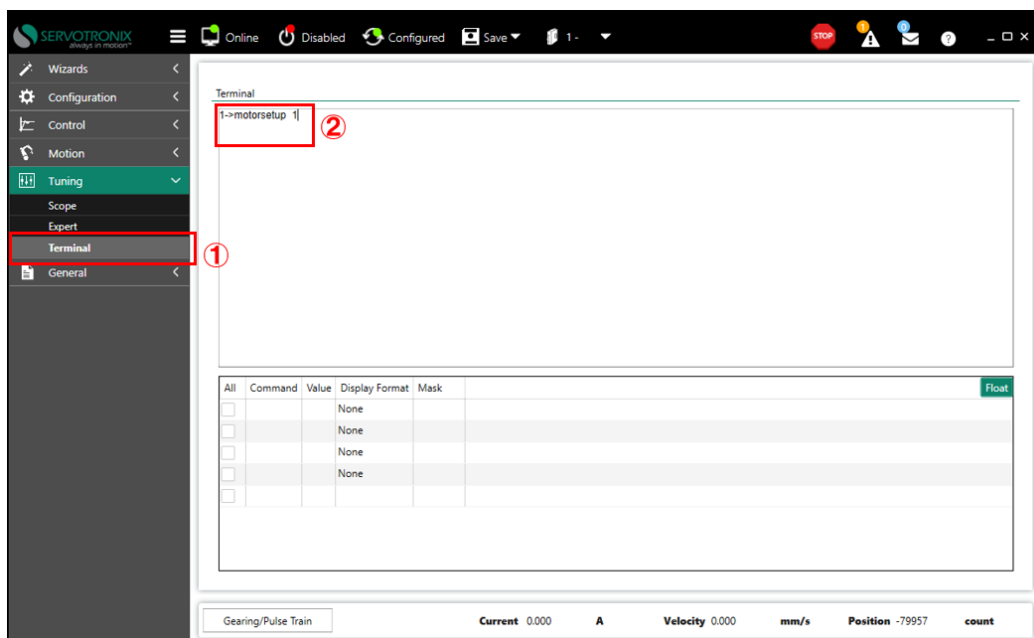 SERVOTRONIX
always in motion™
Online
Disabled
Configured
Save
1 -
STOP
1
0
?
Wizards
Configuration
Control
Motion
Tuning
Scope
Expert
Terminal
General
①
Terminal
1->motorsetup 1
②
All Command Value Display Format Mask
Float
None
None
None
None
Gearing/Pulse Train
Current 0.000 A
Velocity 0.000 mm/s
Position -79957 count